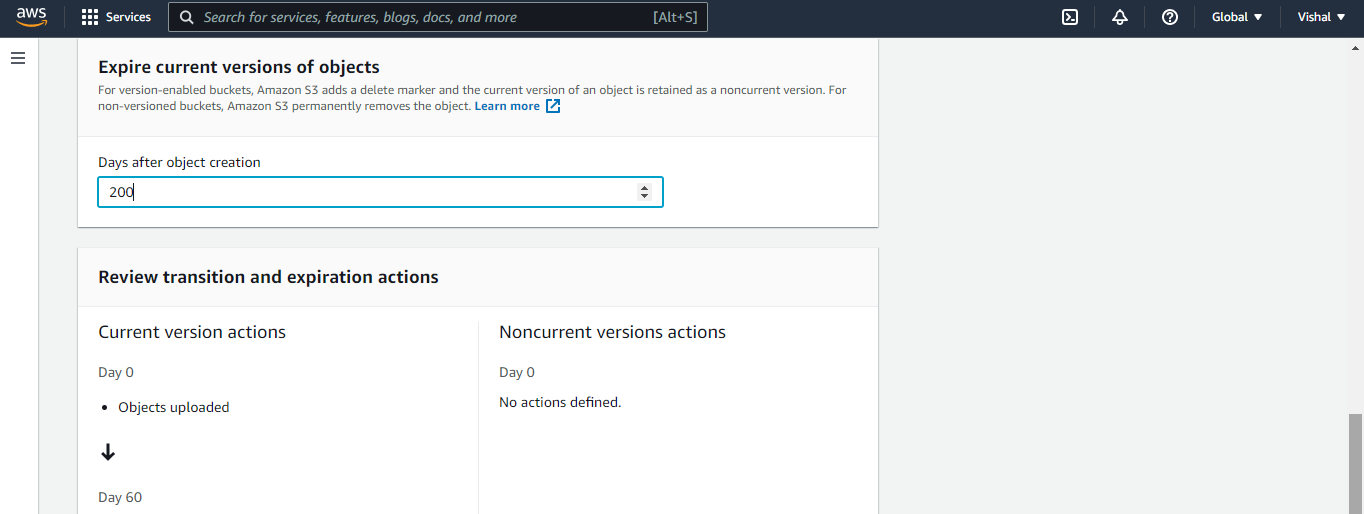 aws
Services
Search for services, features, blogs, docs, and more
[Alt+S]
Global
Vishal
Expire current versions of objects
For version-enabled buckets, Amazon S3 adds a delete marker and the current version of an object is retained as a noncurrent version. For
non-versioned buckets, Amazon S3 permanently removes the object. Learn more
Days after object creation
200
Review transition and expiration actions
Current version actions
Day 0
• Objects uploaded
Day 60
Noncurrent versions actions
Day 0
No actions defined.